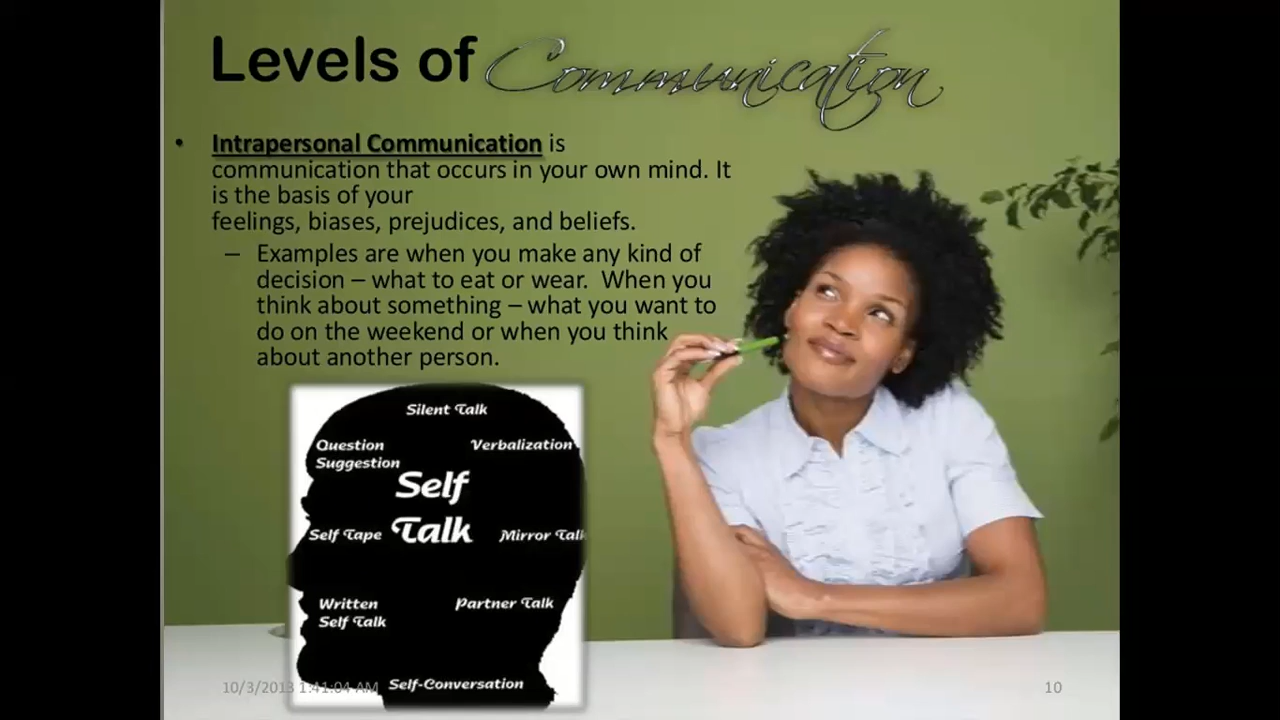 Levels of Communication
• Intrapersonal Communication is
communication that occurs in your own mind. It
is the basis of your
feelings, biases, prejudices, and beliefs.
– Examples are when you make any kind of
decision – what to eat or wear. When you
think about something – what you want to
do on the weekend or when you think
about another person.
Silent Talk
Question Verbalization
Suggestion
Self
Self Tape Talk Mirror Talk
Written Partner Talk
Self Talk
Self-Conversation
10/3/2013 1:41:04 AM
10